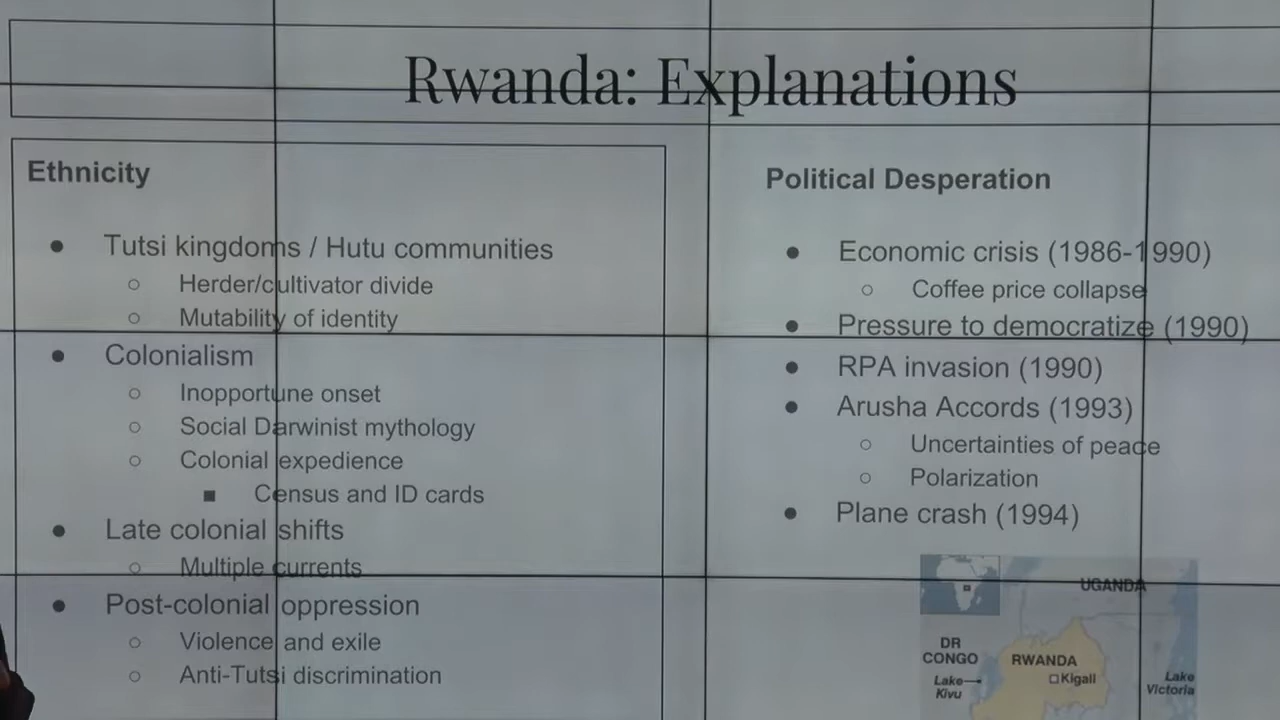 Rwanda: Explanations
Ethnicity
● Tutsi kingdoms / Hutu communities
○ Herder/cultivator divide
○ Mutability of identity
● Colonialism
○ Inopportune onset
○ Social Darwinist mythology
○ Colonial expedience
■ Census and ID cards
● Late colonial shifts
○ Multiple currents
● Post-colonial oppression
○ Violence and exile
○ Anti-Tutsi discrimination
Political Desperation
● Economic crisis (1986-1990)
○ Coffee price collapse
● Pressure to democratize (1990)
● RPA invasion (1990)
● Arusha Accords (1993)
○ Uncertainties of peace
○ Polarization
● Plane crash (1994)
UGANDA
DR
CONGO
RWANDA
Kigali
Lake
Kivu
Lake
Victoria